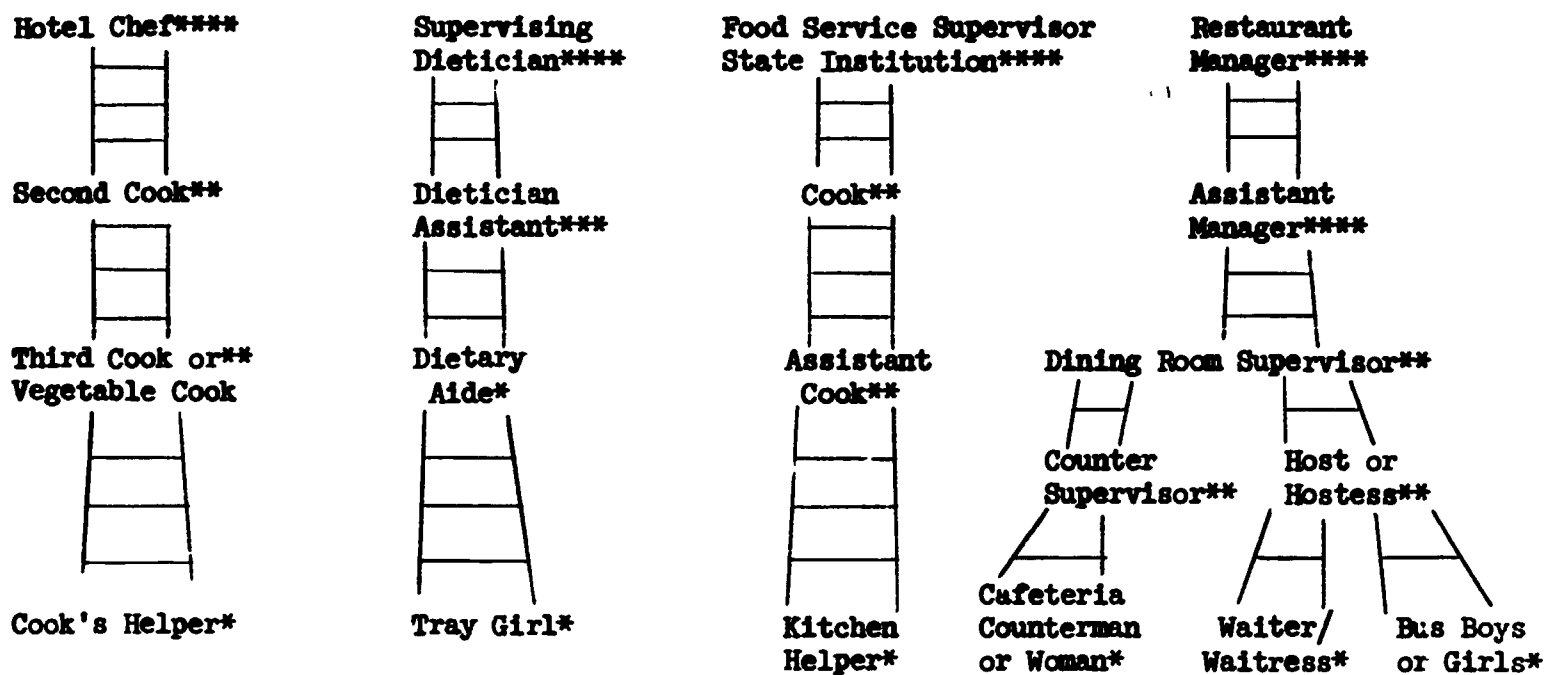 Hotel Chef****
Supervising
Dietician****
Food Service Supervisor
State Institution****
Restaurant
Manager****
Second Cook**
Dietician
Assistant***
Cook**
Assistant
Manager****
Third Cook or**
Vegetable Cook
Dietary
Aide*
Assistant
Cook**
Dining Room Supervisor**
Counter
Supervisor**
Host or
Hostess**
Cook's Helper*
Tray Girl*
Kitchen
Helper*
Cafeteria
Counterman
or Woman*
Waiter/
Waitress*
Bus Boys
or Girls*